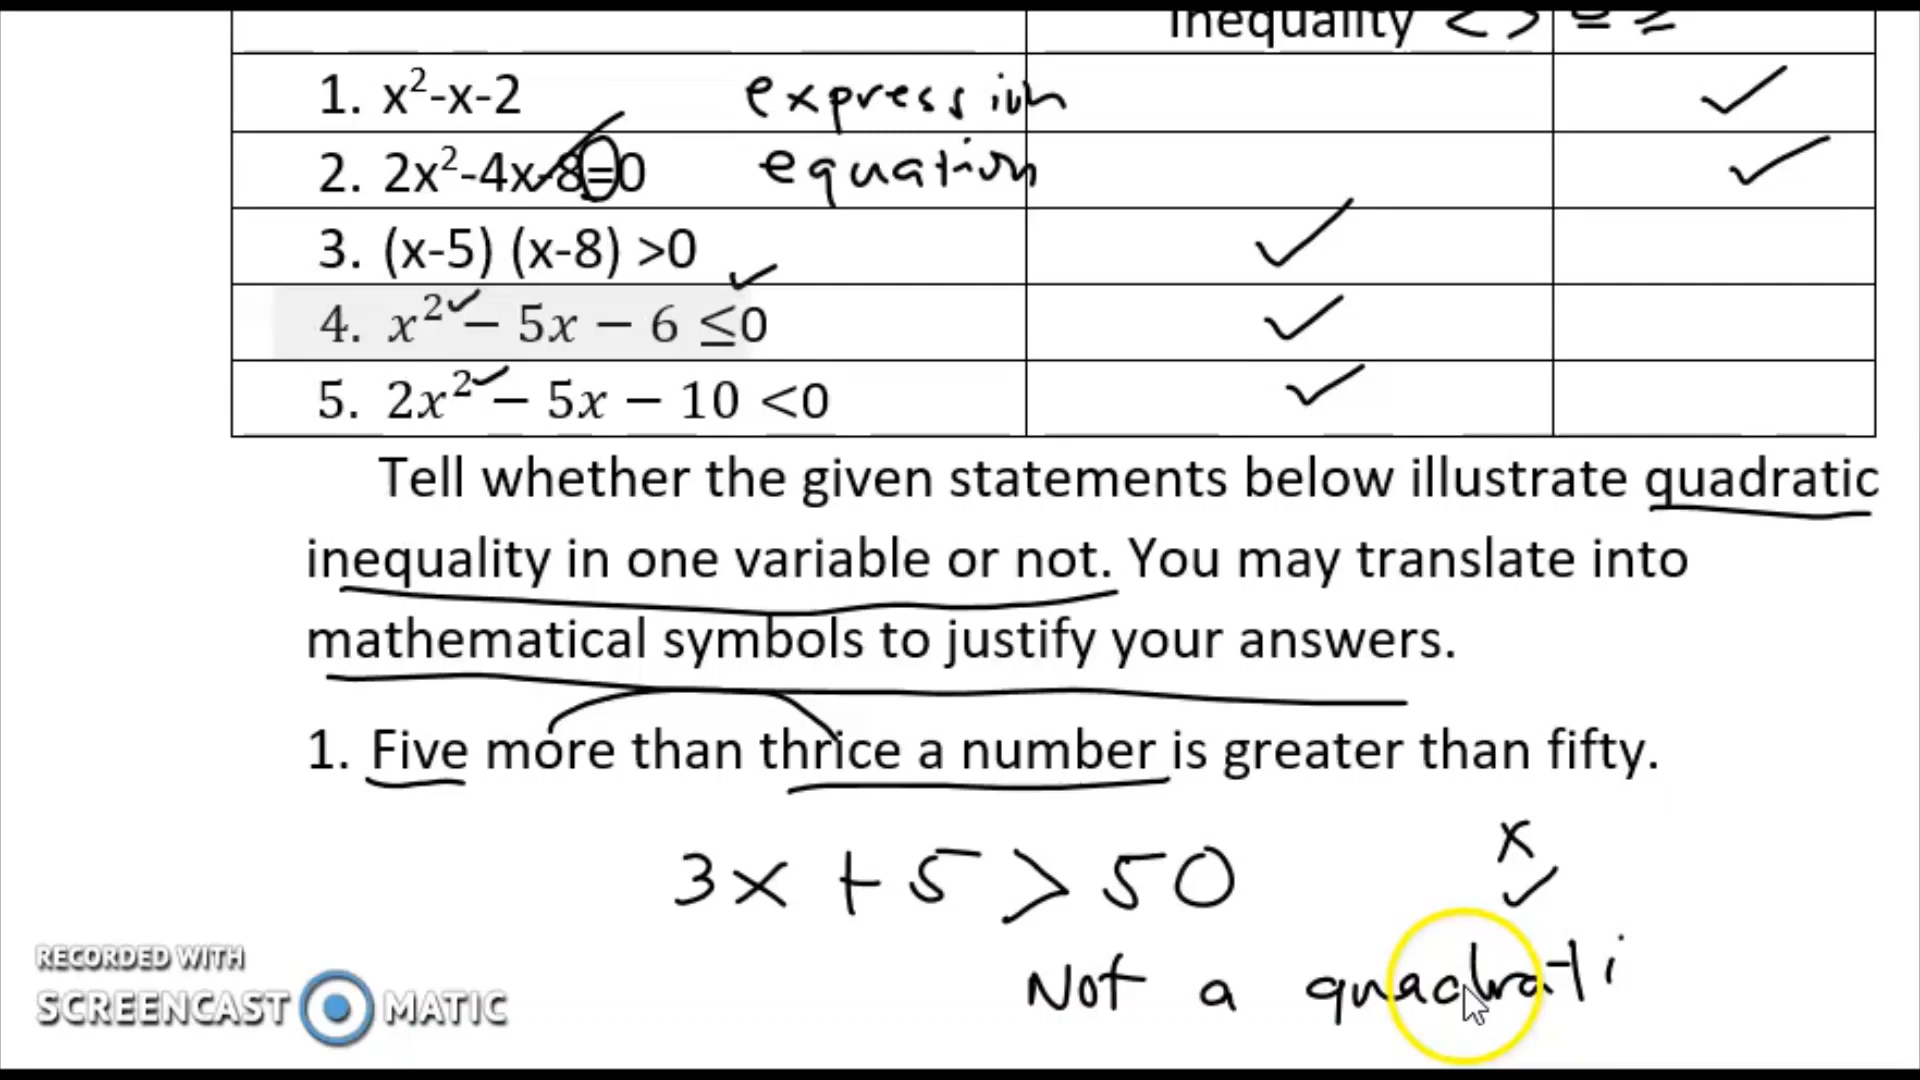 Inequality < > ≤ ≥
1. x²-x-2 expression ✓
2. 2x²-4x-8=0 equation ✓
3. (x-5) (x-8) >0 ✓
4. x² – 5x – 6 ≤0 ✓
5. 2x² – 5x – 10 <0 ✓
Tell whether the given statements below illustrate quadratic
inequality in one variable or not. You may translate into
mathematical symbols to justify your answers.
1. Five more than thrice a number is greater than fifty.
x
3x + 5 > 50 ✓
Not a quadrati
RECORDED WITH
SCREENCAST MATIC